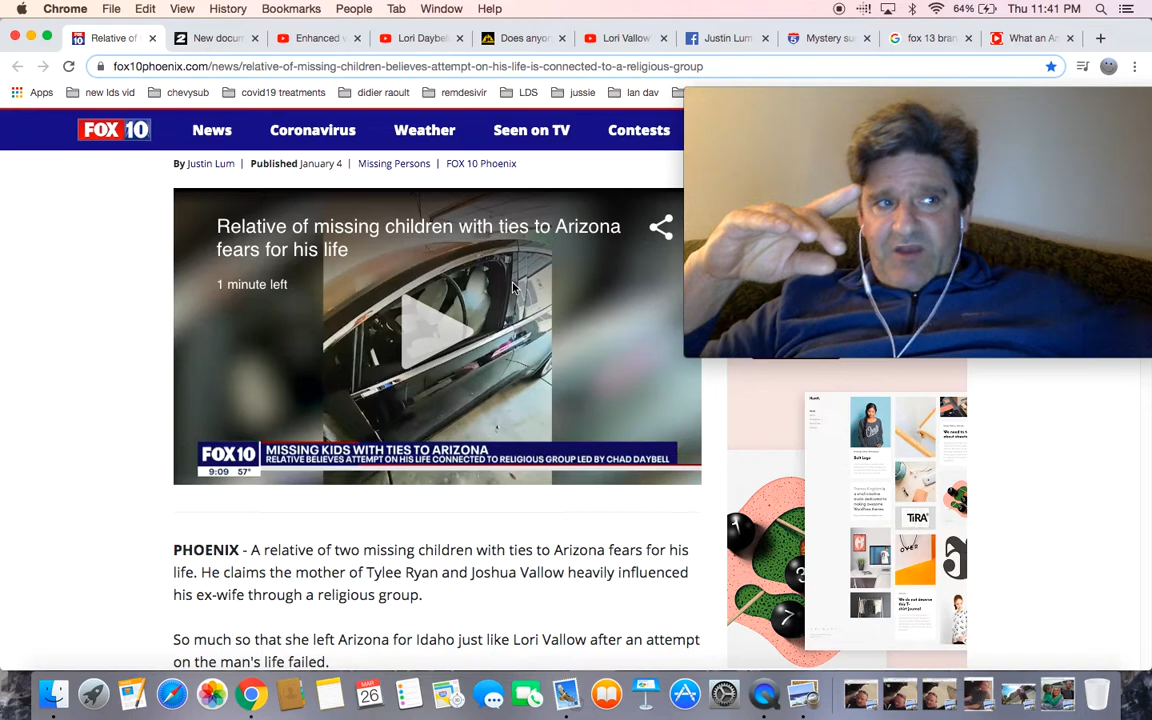 Chrome File Edit View History Bookmarks People Tab Window Help 64% Thu 11:41 PM
Relative of New docum Enhanced v Lori Daybel Does anyon Lori Vallow Justin Lum Mystery su fox 13 bran What an An
fox10phoenix.com/news/relative-of-missing-children-believes-attempt-on-his-life-is-connected-to-a-religious-group
Apps new lds vid chevysub covid19 treatments didier raoult remdesivir LDS jussie Ian dav
FOX 10 News Coronavirus Weather Seen on TV Contests
By Justin Lum | Published January 4 | Missing Persons | FOX 10 Phoenix
Relative of missing children with ties to Arizona
fears for his life
1 minute left
FOX10 MISSING KIDS WITH TIES TO ARIZONA
RELATIVE BELIEVES ATTEMPT ON HIS LIFE CONNECTED TO RELIGIOUS GROUP LED BY CHAD DAYBELL
9:09 57°
PHOENIX - A relative of two missing children with ties to Arizona fears for his
life. He claims the mother of Tylee Ryan and Joshua Vallow heavily influenced
his ex-wife through a religious group.
So much so that she left Arizona for Idaho just like Lori Vallow after an attempt
on the man's life failed.
TiRA
MAR
26